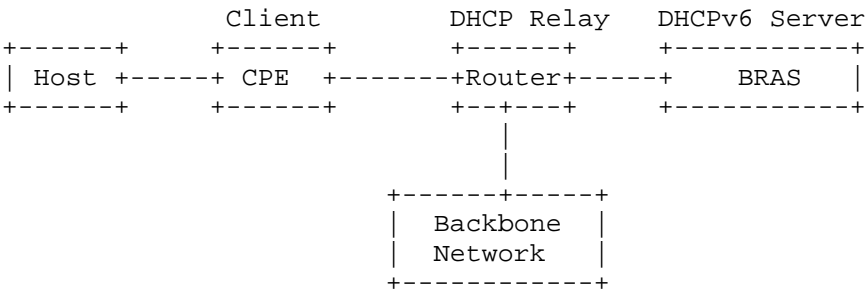 Client DHCP Relay DHCPv6 Server
Host CPE Router BRAS
Backbone
Network